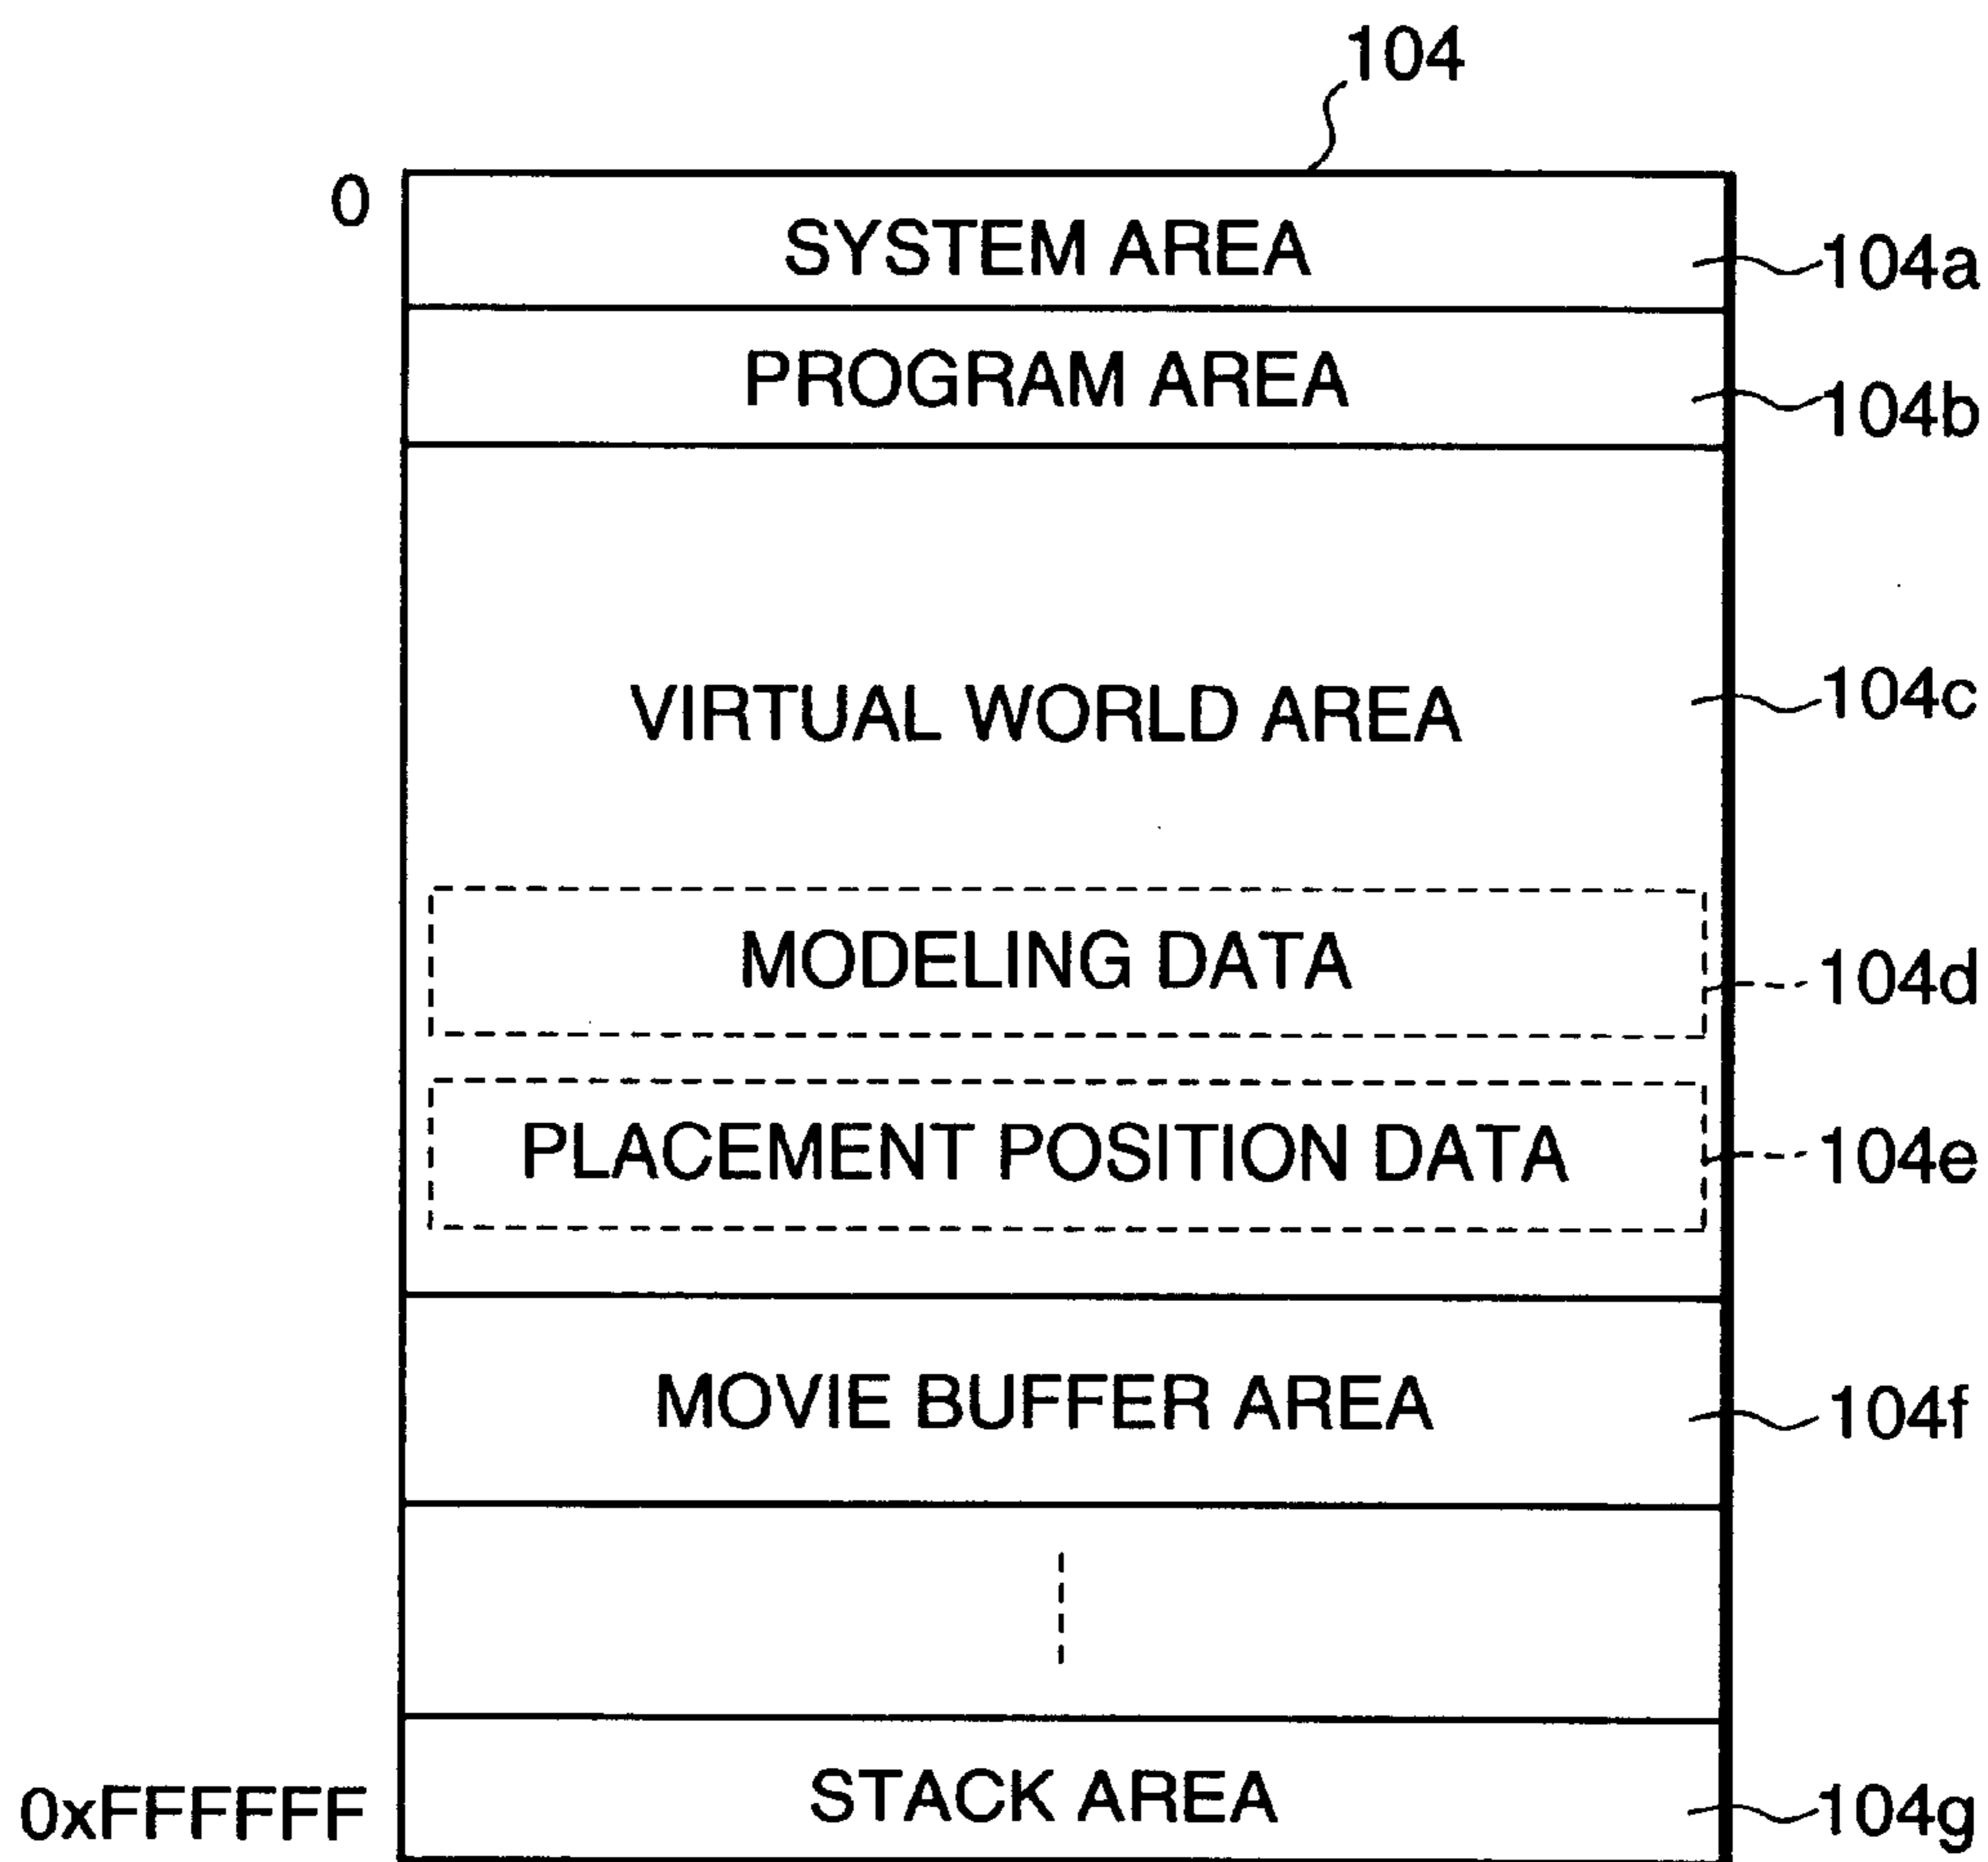 104
0
SYSTEM AREA
104a
PROGRAM AREA
104b
VIRTUAL WORLD AREA
104c
MODELING DATA
104d
PLACEMENT POSITION DATA
104e
MOVIE BUFFER AREA
104f
0xFFFFFF
STACK AREA
104g